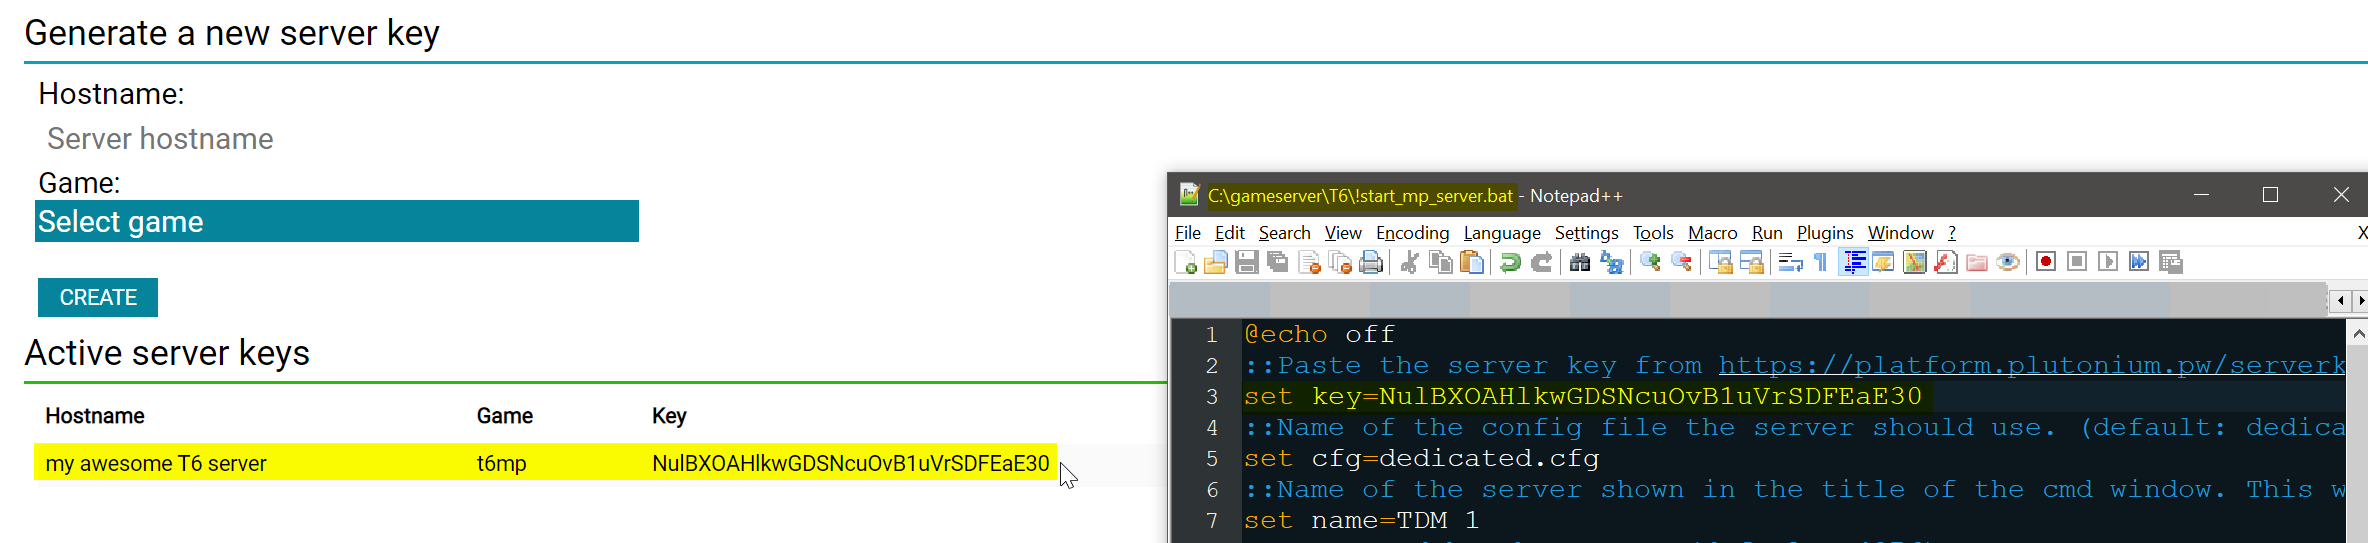 Generate a new server key
Hostname:
Server hostname
Game:
Select game
CREATE
Active server keys
Hostname Game Key
my awesome T6 server t6mp NulBXOAHlkwGDSNcuOvB1uVrSDFEaE30
C:\gameserver\T6\!start_mp_server.bat - Notepad++
File Edit Search View Encoding Language Settings Tools Macro Run Plugins Window ? X
1 @echo off
2 ::Paste the server key from https://platform.plutonium.pw/serverk
3 set key=NulBXOAHlkwGDSNcuOvB1uVrSDFEaE30
4 ::Name of the config file the server should use. (default: dedica
5 set cfg=dedicated.cfg
6 ::Name of the server shown in the title of the cmd window. This w
7 set name=TDM 1